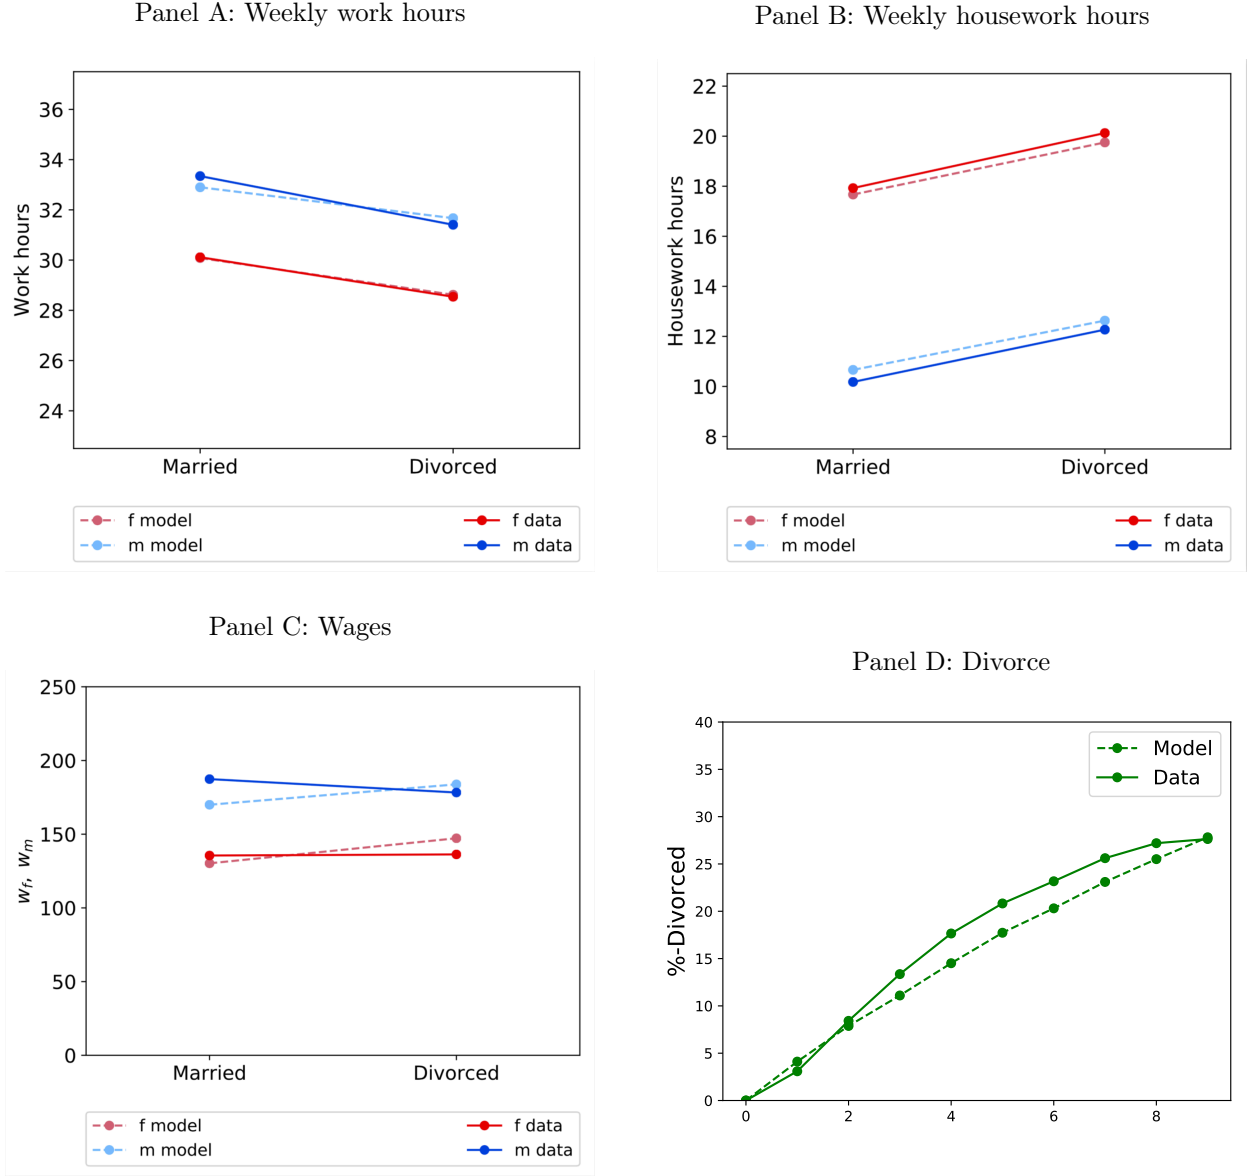 Panel A: Weekly work hours
36
34
32
30
28
26
24
Work hours
Married
Divorced
f model
f data
m model
m data
Panel B: Weekly housework hours
22
20
18
16
14
12
10
8
Housework hours
Married
Divorced
f model
f data
m model
m data
Panel C: Wages
250
200
150
100
50
0
w_f, w_m
Married
Divorced
f model
f data
m model
m data
Panel D: Divorce
40
35
30
25
20
15
10
5
0
%-Divorced
Model
Data
0
2
4
6
8